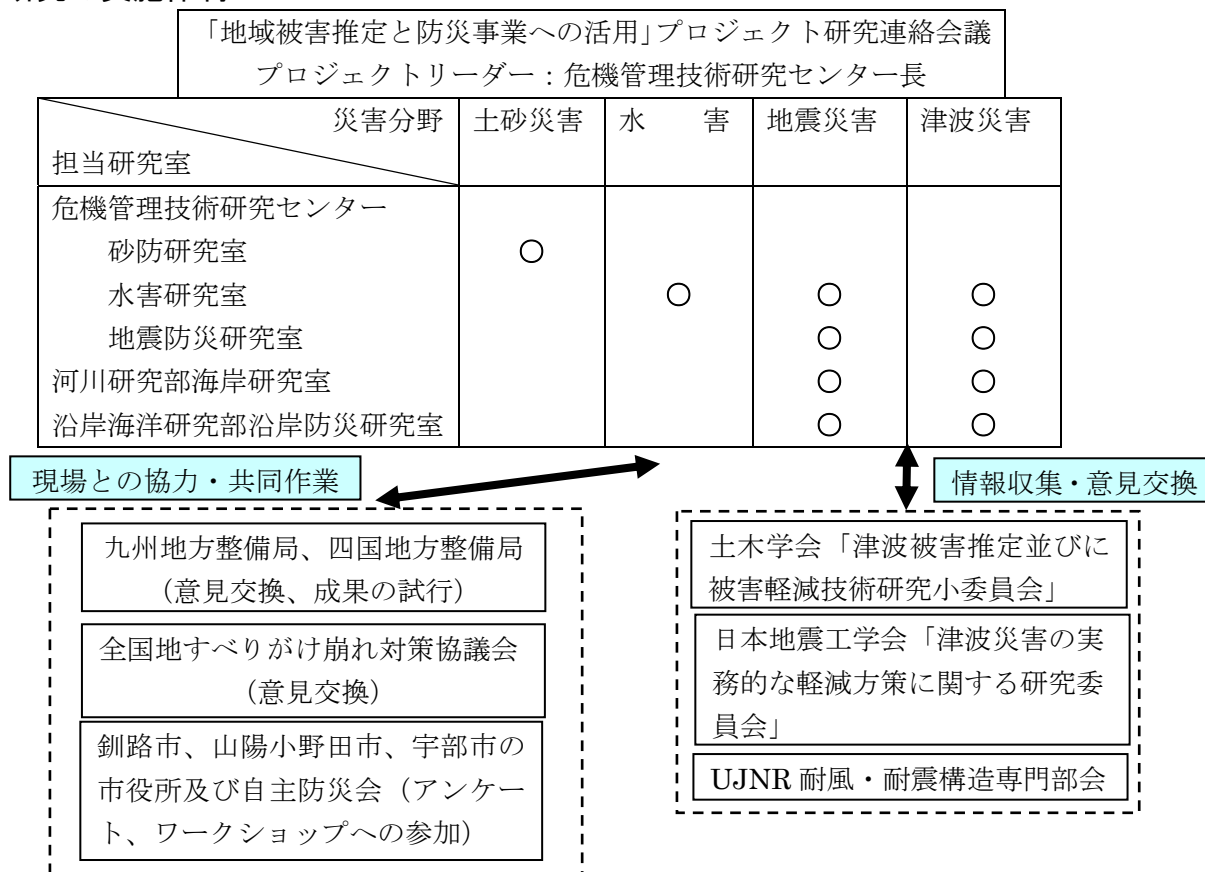 「地域被害推定と防災事業への活用」プロジェクト研究連絡会議
プロジェクトリーダー：危機管理技術研究センター長
災害分野 土砂災害 水　　害 地震災害 津波災害
担当研究室
危機管理技術研究センター
砂防研究室 ○
水害研究室 ○ ○ ○
地震防災研究室 ○ ○
河川研究部海岸研究室 ○ ○
沿岸海洋研究部沿岸防災研究室 ○ ○
現場との協力・共同作業
情報収集・意見交換
九州地方整備局、四国地方整備局
（意見交換、成果の試行）
全国地すべりがけ崩れ対策協議会
（意見交換）
釧路市、山陽小野田市、宇部市の
市役所及び自主防災会（アンケー
ト、ワークショップへの参加）
土木学会「津波被害推定並びに
被害軽減技術研究小委員会」
日本地震工学会「津波災害の実
務的な軽減方策に関する研究委
員会」
UJNR 耐風・耐震構造専門部会